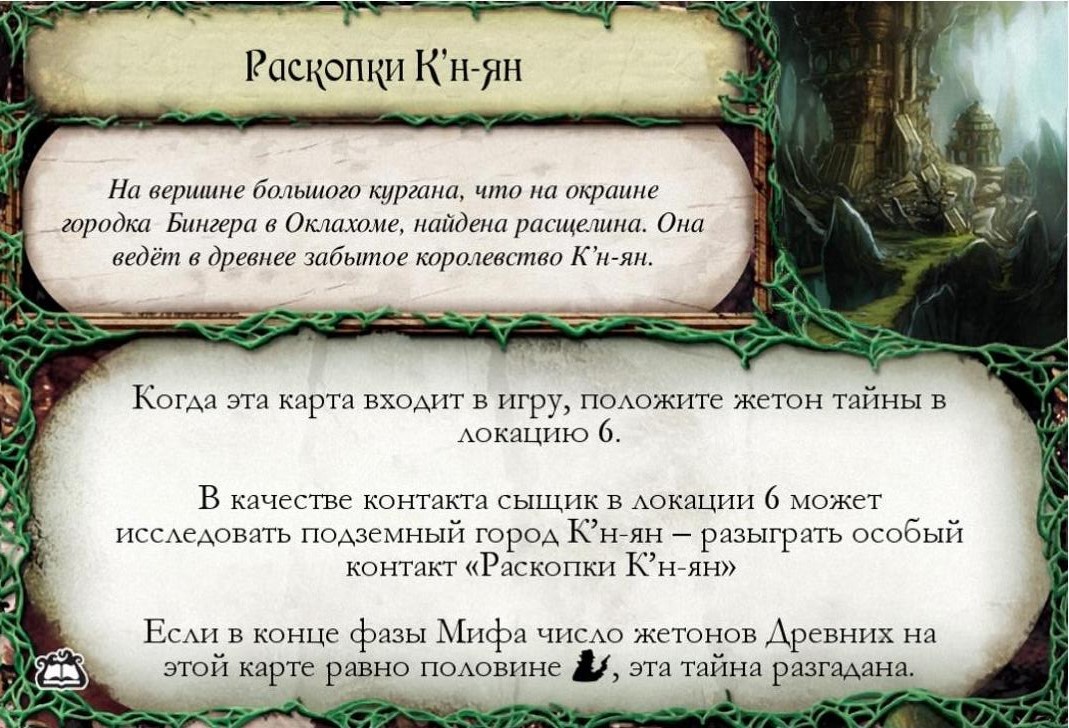 Раскопки К’н-ян
На вершине большого кургана, что на окраине
городка Бингера в Оклахоме, найдена расщелина. Она
ведёт в древнее забытое королевство К’н-ян.
Когда эта карта входит в игру, положите жетон тайны в
локацию 6.
В качестве контакта сыщик в локации 6 может
исследовать подземный город К’н-ян – разыграть особый
контакт «Раскопки К’н-ян»
Если в конце фазы Мифа число жетонов Древних на
этой карте равно половине , эта тайна разгадана.